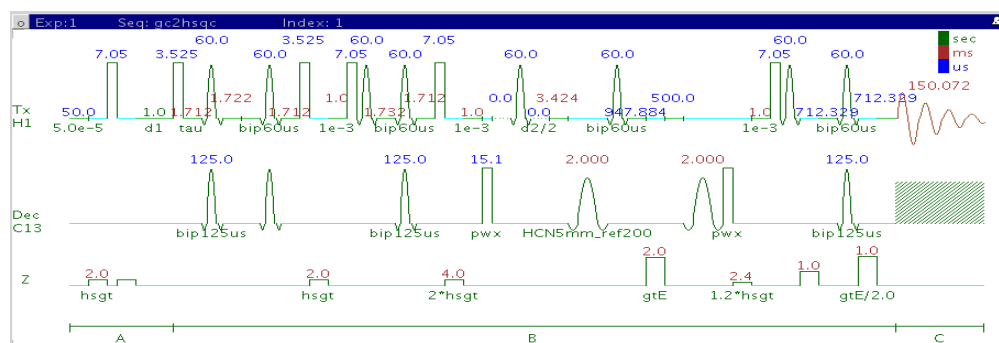 Exp:1 Seq: gc2hsqc Index: 1
sec
ms
us
60.0 3.525 60.0 7.05 60.0
7.05 3.525 60.0 7.05 60.0 60.0 60.0 7.05 60.0
150.072
1.722 0.0 3.424 500.0 712.329
Tx 50.0 1.0 1.712 1.712 1.0 1.732 1.712 1.0 0.0 947.884 1.0 712.329
H1 5.0e-5 d1 tau bip60us 1e-3 bip60us 1e-3 d2/2 bip60us 1e-3 bip60us
125.0 125.0 15.1 2.000 2.000 125.0
Dec
C13
bip125us bip125us pwx HCN5mm_ref200 pwx bip125us
2.0 2.0 4.0 2.0 2.4 1.0 1.0
Z
hsgt hsgt 2*hsgt gtE 1.2*hsgt gtE/2.0
A B C